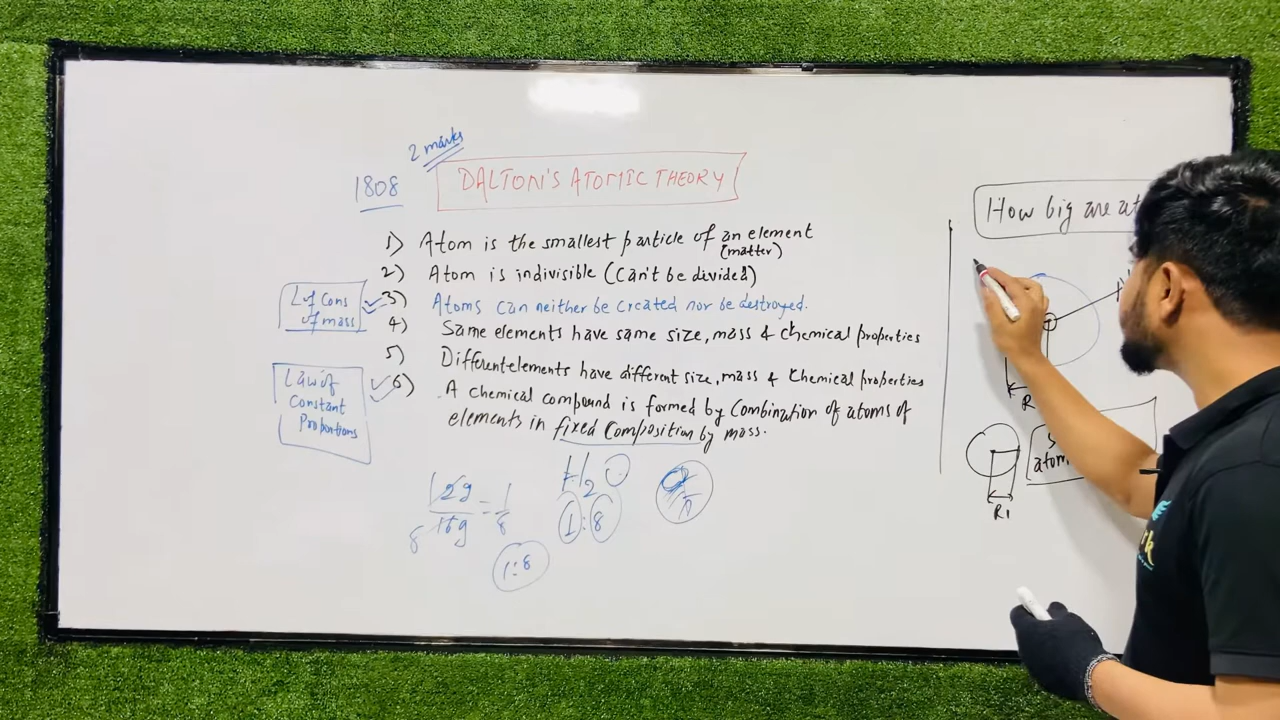 2 marks
1808
DALTON'S ATOMIC THEORY
1) Atom is the smallest particle of an element
(matter)
2) Atom is indivisible (Can't be divided)
L of Cons
of mass
3) Atoms can neither be created nor be destroyed.
4) Same elements have same size, mass & Chemical properties
5) Different elements have different size, mass & Chemical properties
Law of
Constant
Proportions
6) A chemical compound is formed by Combination of atoms of
elements in fixed Composition by mass.
H2O
1:8
= 1/8
8
1:8
How big are
R
atom
R1